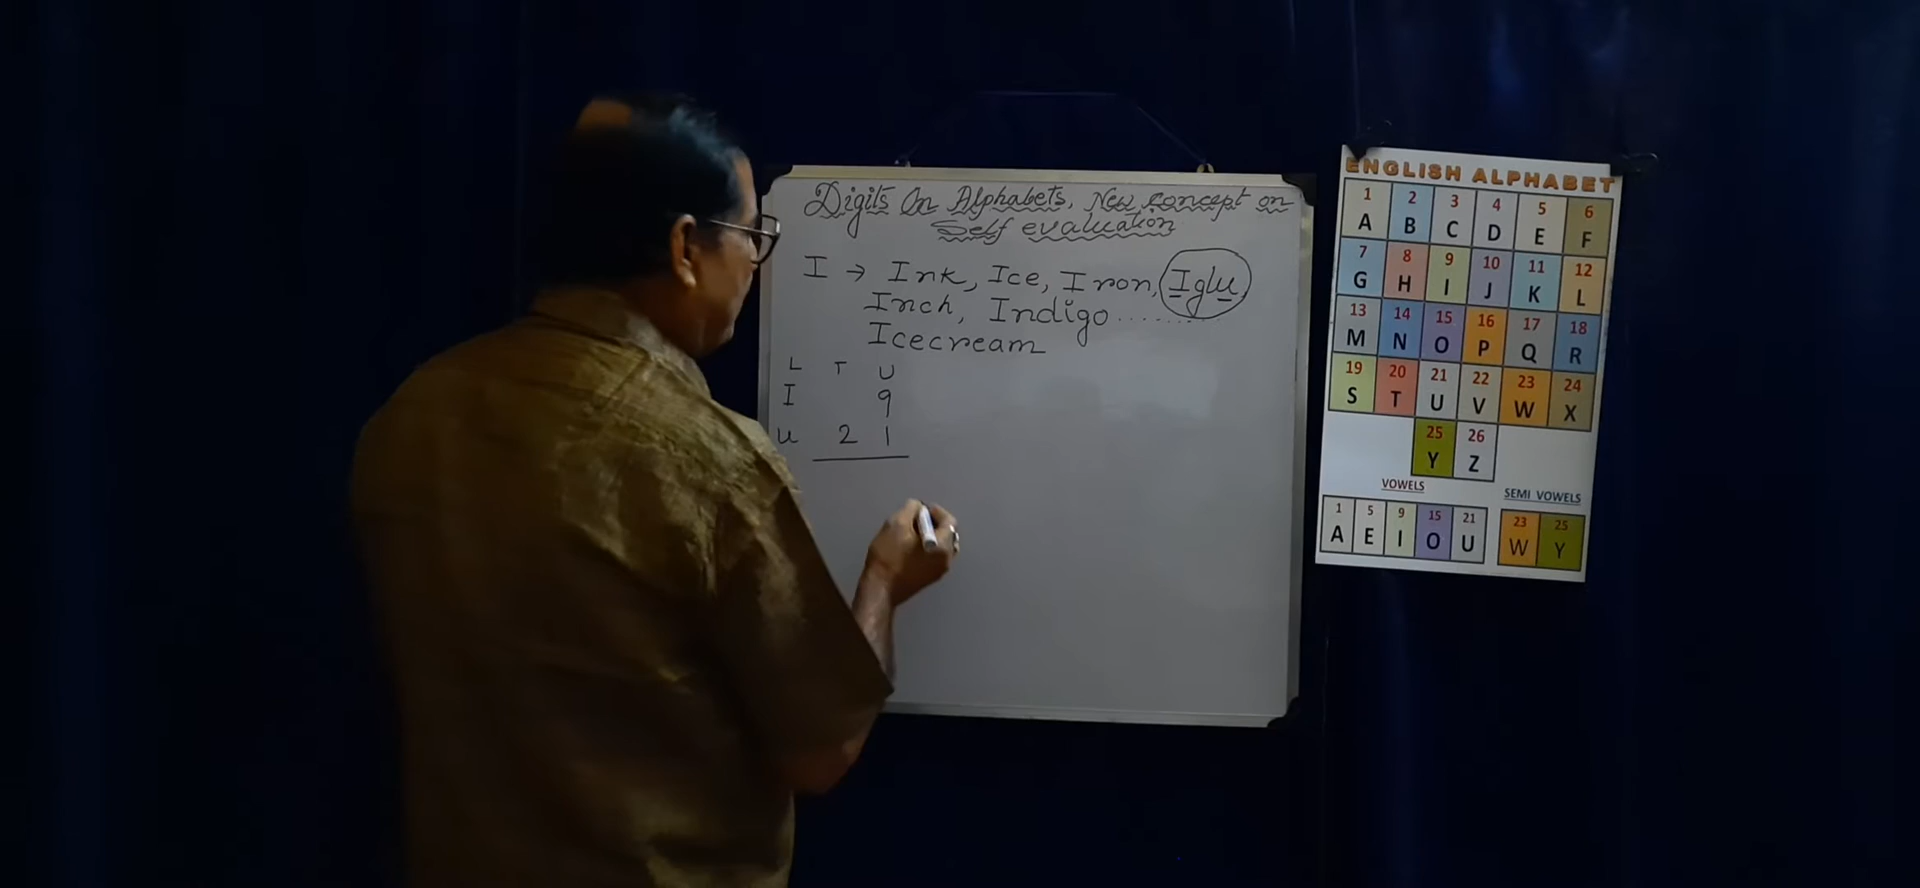 Digits On Alphabets, New concept on
Self evaluation
I → Ink, Ice, Iron, Iglu
Inch, Indigo..........
Icecream
L T U
I 9
U 2 1
ENGLISH ALPHABET
1 2 3 4 5 6
A B C D E F
7 8 9 10 11 12
G H I J K L
13 14 15 16 17 18
M N O P Q R
19 20 21 22 23 24
S T U V W X
25 26
Y Z
VOWELS SEMI VOWELS
1 5 9 15 21 23 25
A E I O U W Y